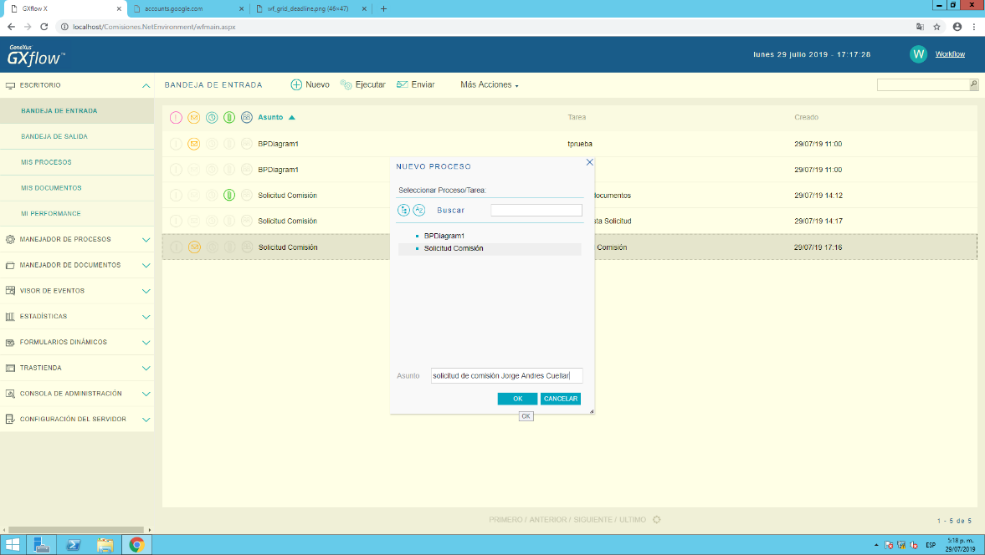 GXflow X
accounts.google.com
wf_grid_deadline.png (48×47)
localhost/Comisiones.NetEnvironment/wfmain.aspx
GeneXus
GXflow™
lunes 29 julio 2019 - 17:17:28
W
Workflow
ESCRITORIO
BANDEJA DE ENTRADA
Nuevo
Ejecutar
Enviar
Más Acciones
BANDEJA DE ENTRADA
BANDEJA DE SALIDA
MIS PROCESOS
MIS DOCUMENTOS
MI PERFORMANCE
MANEJADOR DE PROCESOS
MANEJADOR DE DOCUMENTOS
VISOR DE EVENTOS
ESTADÍSTICAS
FORMULARIOS DINÁMICOS
TRASTIENDA
CONSOLA DE ADMINISTRACIÓN
CONFIGURACIÓN DEL SERVIDOR
Asunto
Tarea
Creado
BPDiagram1
tprueba
29/07/19 11:00
BPDiagram1
29/07/19 11:00
Solicitud Comisión
documentos
29/07/19 14:12
Solicitud Comisión
Solicitud
29/07/19 14:17
Solicitud Comisión
Comisión
29/07/19 17:16
NUEVO PROCESO
Seleccionar Proceso/Tarea:
Buscar
BPDiagram1
Solicitud Comisión
Asunto
solicitud de comisión Jorge Andres Cuellar
OK
CANCELAR
OK
PRIMERO / ANTERIOR / SIGUIENTE / ULTIMO
1 - 5 de 5
ESP
5:18 p. m.
29/07/2019